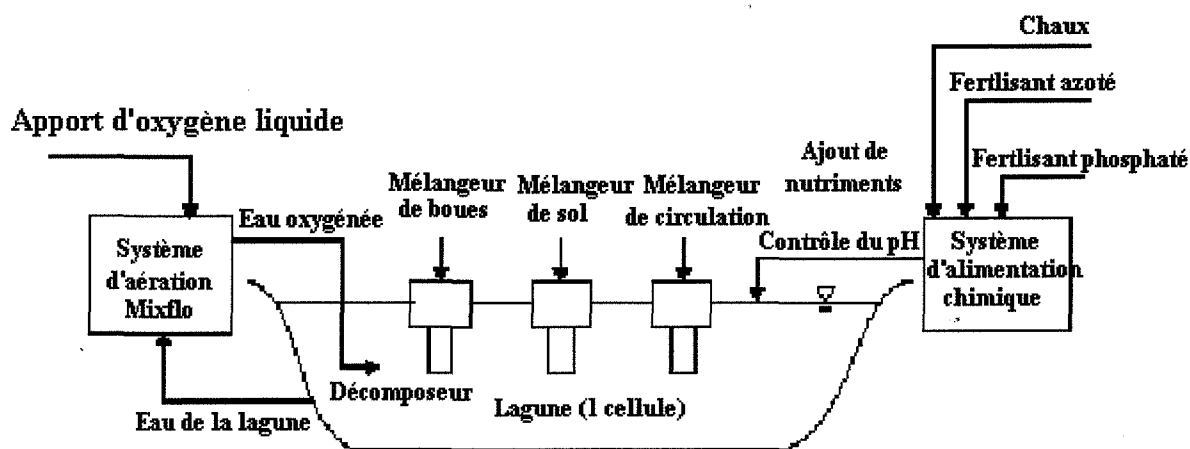 Chaux
Fertlisant azoté
Apport d'oxygène liquide
Fertlisant phosphaté
Ajout de
nutriments
Mélangeur
de boues
Mélangeur
de sol
Mélangeur
de circulation
Eau oxygénée
Contrôle du pH
Système
d'aération
Mixflo
Système
d'alimentation
chimique
Décomposeur
Lagune (1 cellule)
Eau de la lagune